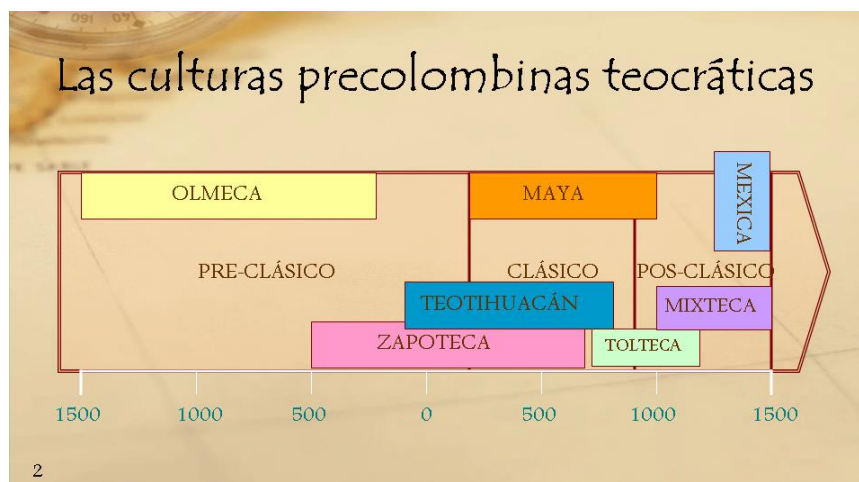 Las culturas precolombinas teocráticas
OLMECA
MAYA
MEXICA
PRE-CLÁSICO
CLÁSICO
POS-CLÁSICO
TEOTIHUACÁN
MIXTECA
ZAPOTECA
TOLTECA
1500 1000 500 0 500 1000 1500
2